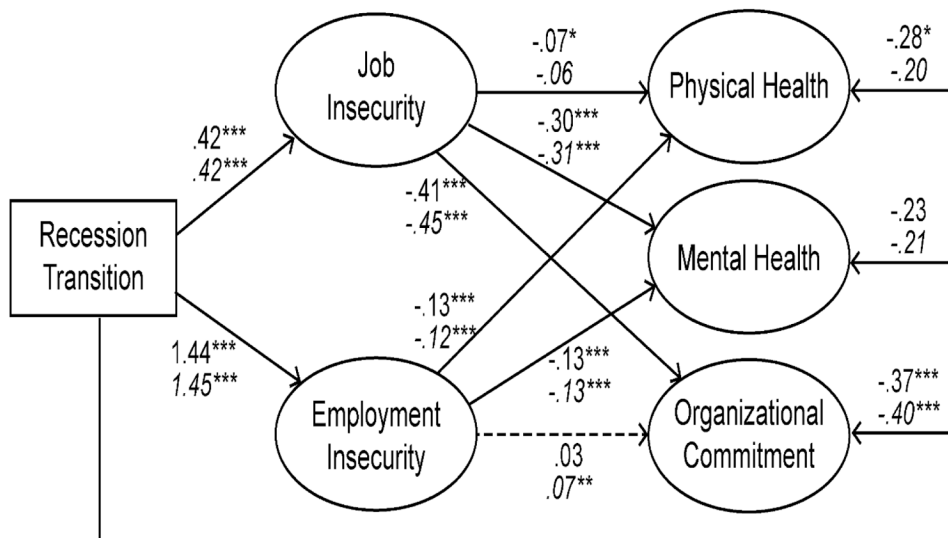 Recession
Transition
.42***
.42***
1.44***
1.45***
Job
Insecurity
Employment
Insecurity
-.07*
-.06
-.30***
-.31***
-.41***
-.45***
-.13***
-.12***
-.13***
-.13***
.03
.07**
Physical Health
Mental Health
Organizational
Commitment
-.28*
-.20
-.23
-.21
-.37***
-.40***